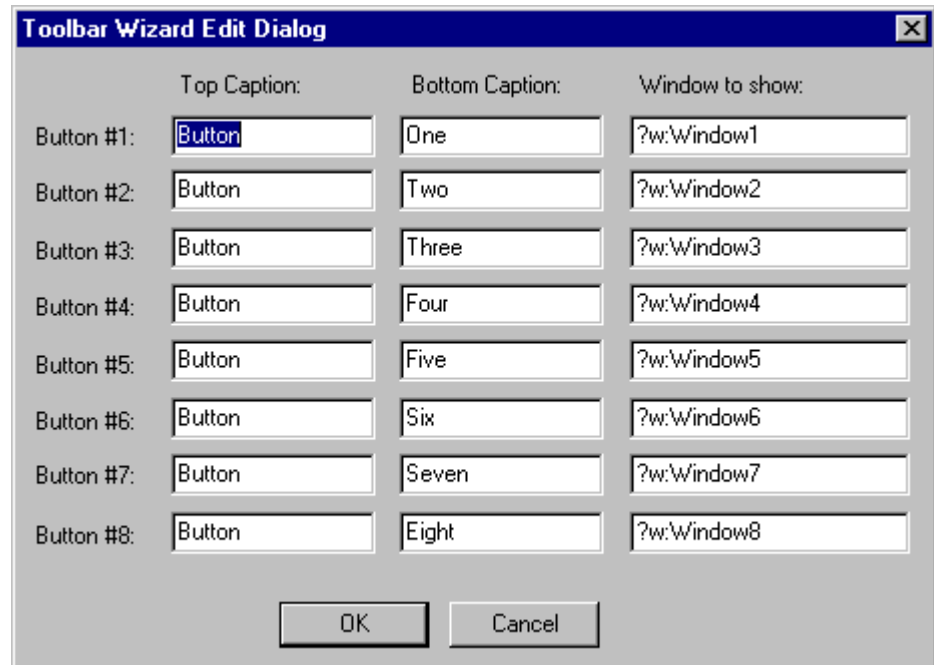 Toolbar Wizard Edit Dialog
Top Caption: Bottom Caption: Window to show:
Button #1: Button One ?w:Window1
Button #2: Button Two ?w:Window2
Button #3: Button Three ?w:Window3
Button #4: Button Four ?w:Window4
Button #5: Button Five ?w:Window5
Button #6: Button Six ?w:Window6
Button #7: Button Seven ?w:Window7
Button #8: Button Eight ?w:Window8
OK Cancel